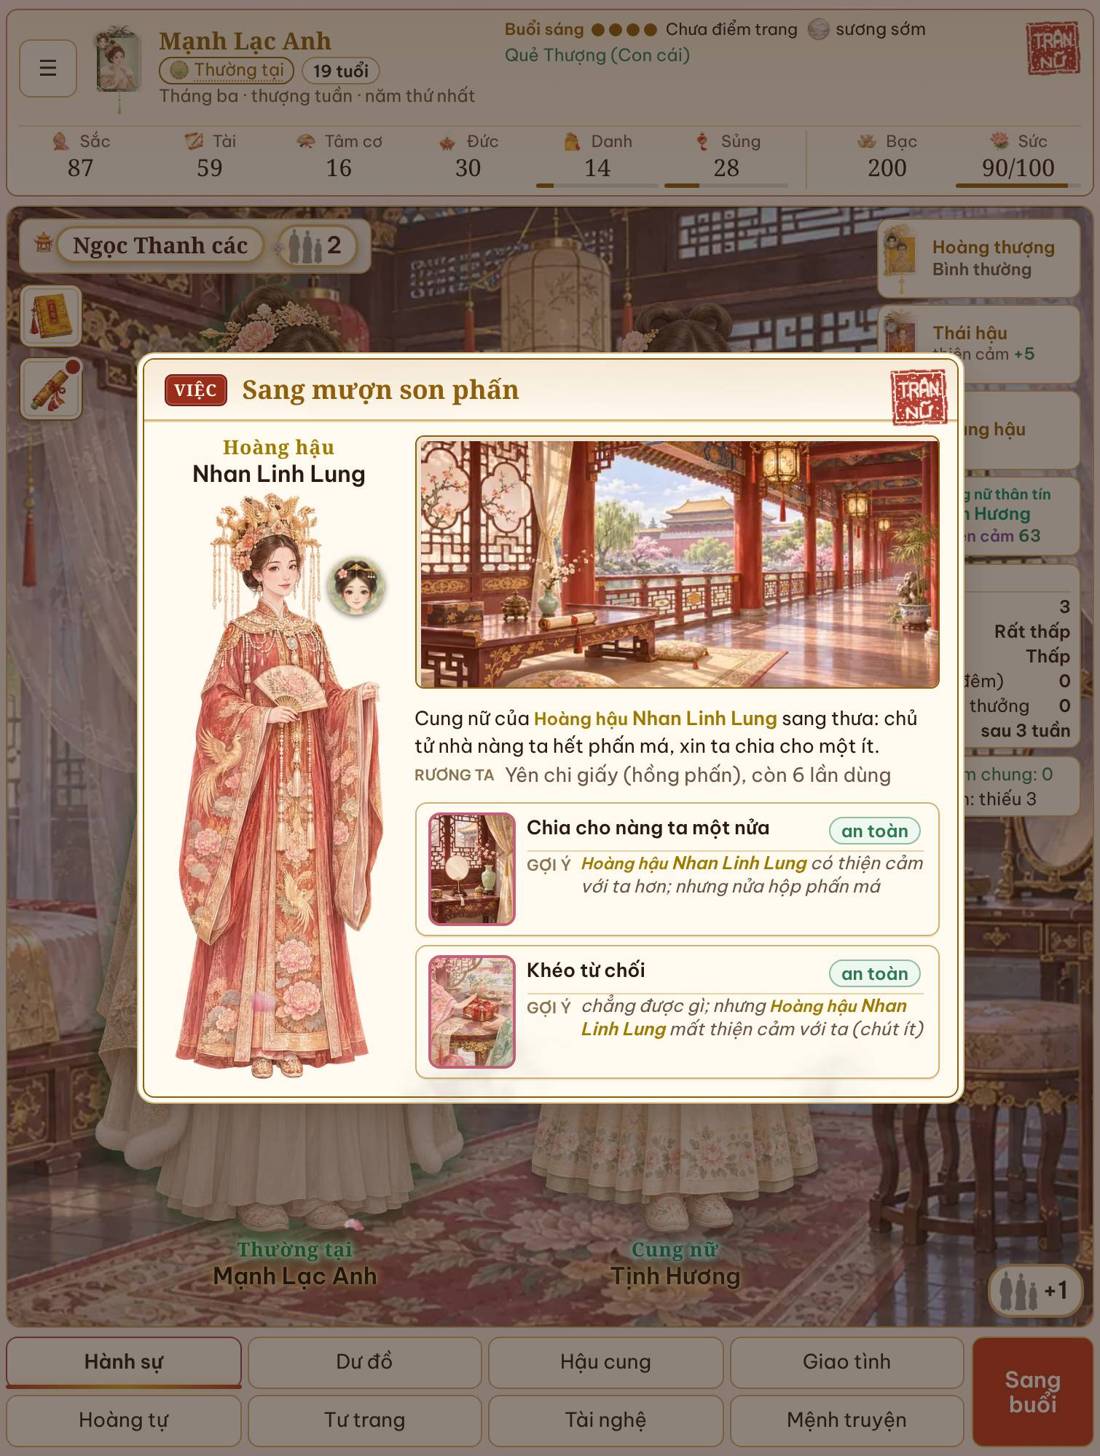 Mạnh Lạc Anh
Thường tại
19 tuổi
Tháng ba · thượng tuần · năm thứ nhất
Buổi sáng
Chưa điểm trang
sương sớm
Quẻ Thượng (Con cái)
TRÂN NỮ
Sắc
Tài
Tâm cơ
Đức
Danh
Sủng
Bạc
Sức
87
59
16
30
14
28
200
90/100
Ngọc Thanh các
2
Hoàng thượng
Bình thường
Thái hậu
thiện cảm +5
VIỆC
Sang mượn son phấn
TRÂN NỮ
hậu
nữ thân tín
Hương
cảm 63
3
Rất thấp
Thấp
0
thưởng 0
sau 3 tuần
chung: 0
thiếu 3
Hoàng hậu
Nhan Linh Lung
Cung nữ của Hoàng hậu Nhan Linh Lung sang thưa: chủ
tử nhà nàng ta hết phấn má, xin ta chia cho một ít.
RƯƠNG TA Yên chi giấy (hồng phấn), còn 6 lần dùng
Chia cho nàng ta một nửa
an toàn
GỢI Ý Hoàng hậu Nhan Linh Lung có thiện cảm
với ta hơn; nhưng nửa hộp phấn má
Khéo từ chối
an toàn
GỢI Ý chẳng được gì; nhưng Hoàng hậu Nhan
Linh Lung mất thiện cảm với ta (chút ít)
Thường tại
Mạnh Lạc Anh
Cung nữ
Tịnh Hương
+1
Hành sự
Dư đồ
Hậu cung
Giao tình
Sang buổi
Hoàng tự
Tư trang
Tài nghệ
Mệnh truyện